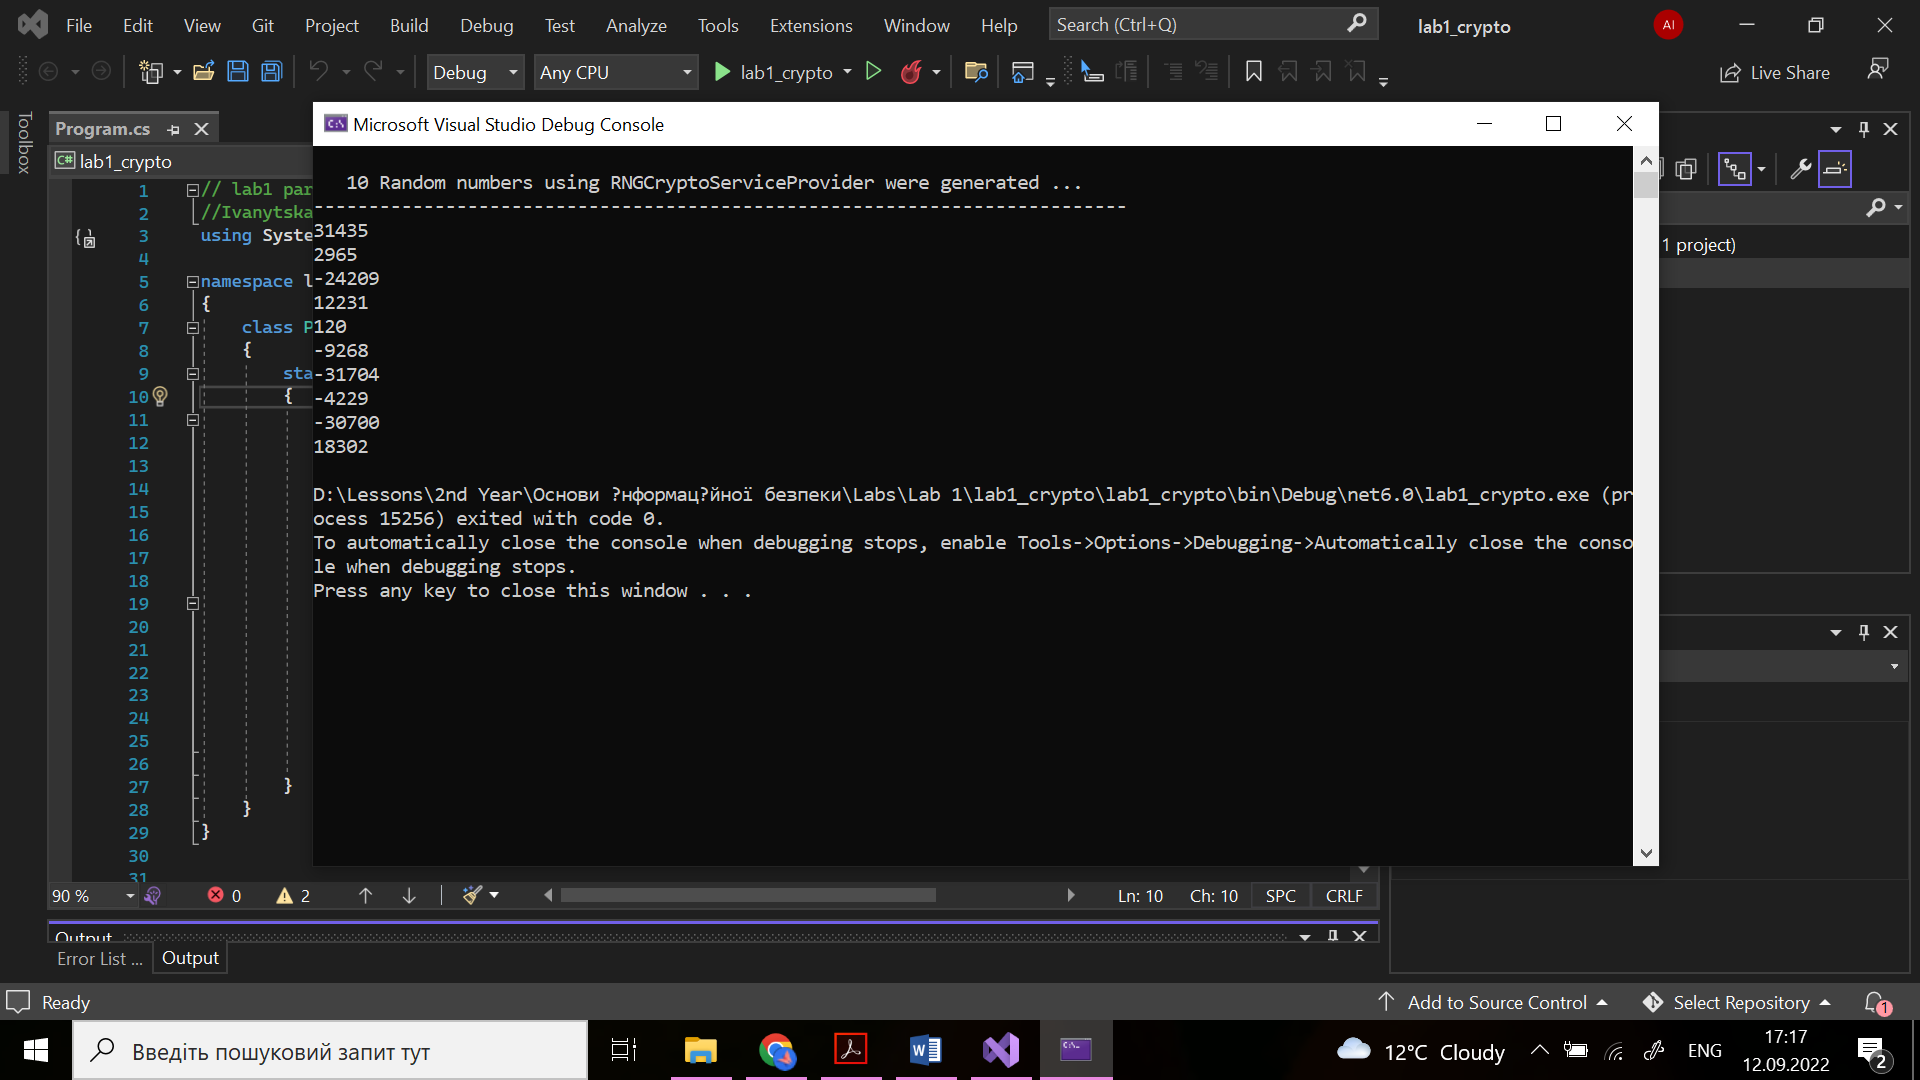 File Edit View Git Project Build Debug Test Analyze Tools Extensions Window Help Search (Ctrl+Q) lab1_crypto AI
Debug Any CPU lab1_crypto Live Share
Toolbox
Program.cs
Microsoft Visual Studio Debug Console
lab1_crypto
10 Random numbers using RNGCryptoServiceProvider were generated ...
--------------------------------------------------------------------------
31435
2965
-24209
12231
120
-9268
-31704
-4229
-30700
18302
D:\Lessons\2nd Year\Основи ?нформац?йної безпеки\Labs\Lab 1\lab1_crypto\lab1_crypto\bin\Debug\net6.0\lab1_crypto.exe (pr
ocess 15256) exited with code 0.
To automatically close the console when debugging stops, enable Tools->Options->Debugging->Automatically close the conso
le when debugging stops.
Press any key to close this window . . .
1 // lab1 par
2 //Ivanytska
3 using Syste
4
5 namespace l
6 {
7 class P
8 {
9 sta
10 {
11
12
13
14
15
16
17
18
19
20
21
22
23
24
25
26
27 }
28 }
29 }
30
31
1 project)
90 % 0 2 Ln: 10 Ch: 10 SPC CRLF
Output
Error List ... Output
Ready Add to Source Control Select Repository 1
Введіть пошуковий запит тут 12°C Cloudy ENG 17:17
12.09.2022 2